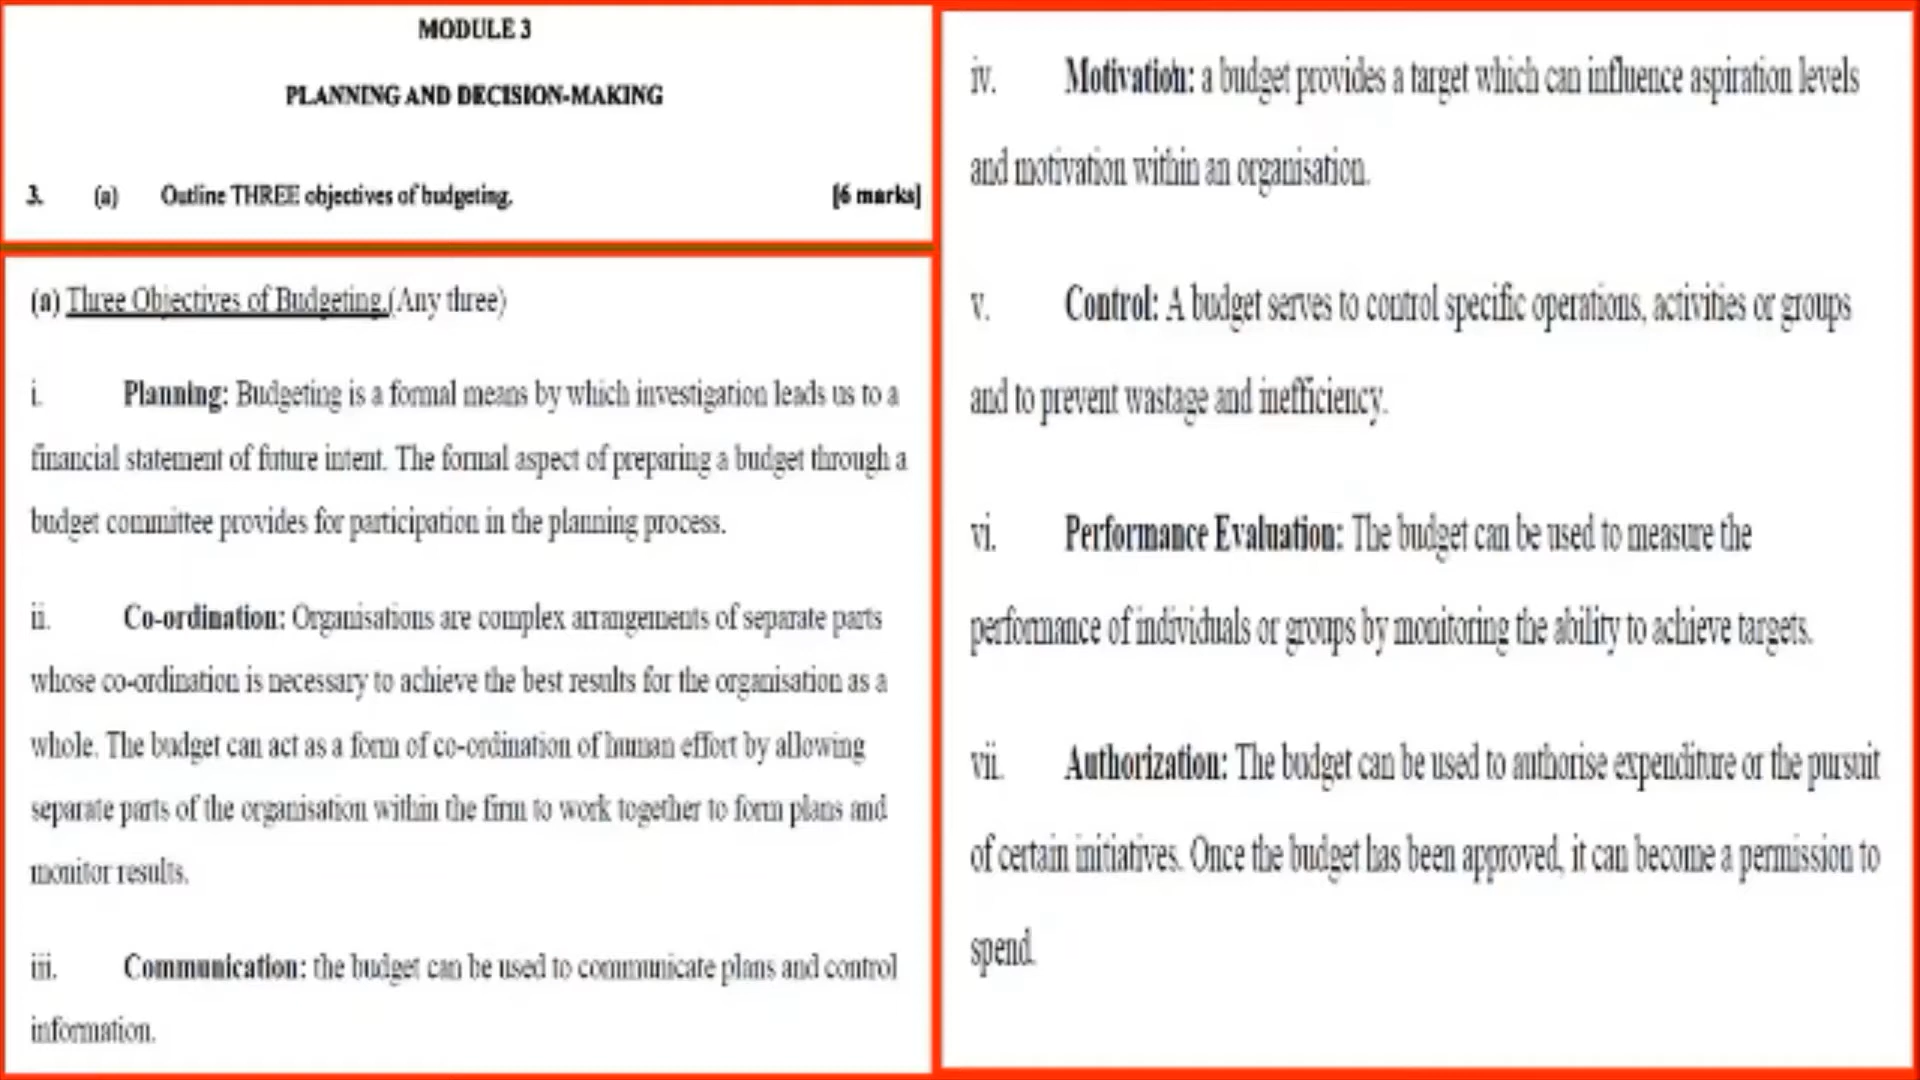 MODULE 3
PLANNING AND DECISION-MAKING
3. (a) Outline THREE objectives of budgeting. [6 marks]
(a) Three Objectives of Budgeting.(Any three)
i. Planning: Budgeting is a formal means by which investigation leads us to a
financial statement of future intent. The formal aspect of preparing a budget through a
budget committee provides for participation in the planning process.
ii. Co-ordination: Organisations are complex arrangements of separate parts
whose co-ordination is necessary to achieve the best results for the organisation as a
whole. The budget can act as a form of co-ordination of human effort by allowing
separate parts of the organisation within the firm to work together to form plans and
monitor results.
iii. Communication: the budget can be used to communicate plans and control
information.
iv. Motivation: a budget provides a target which can influence aspiration levels
and motivation within an organisation.
v. Control: A budget serves to control specific operations, activities or groups
and to prevent wastage and inefficiency.
vi. Performance Evaluation: The budget can be used to measure the
performance of individuals or groups by monitoring the ability to achieve targets.
vii. Authorization: The budget can be used to authorise expenditure or the pursuit
of certain initiatives. Once the budget has been approved, it can become a permission to
spend.